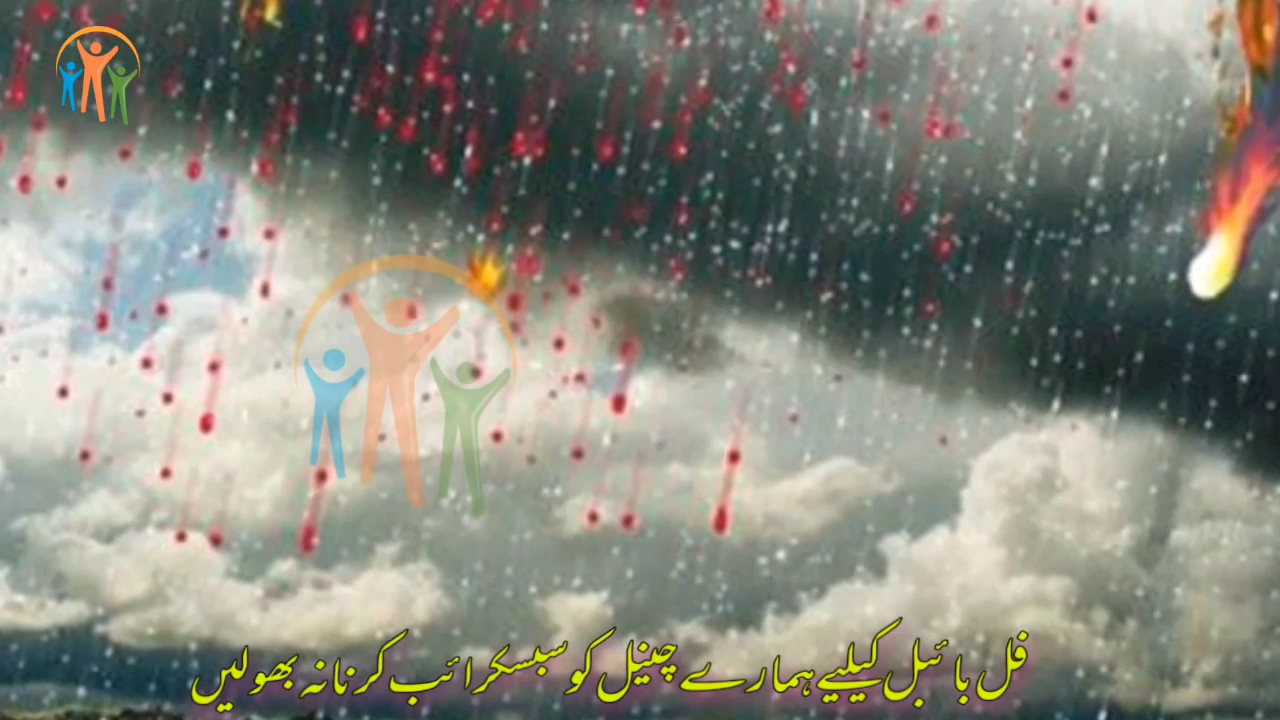 فل بائبل کیلیے ہمارے چینل کو سبسکرائب کرنا نہ بھولیں